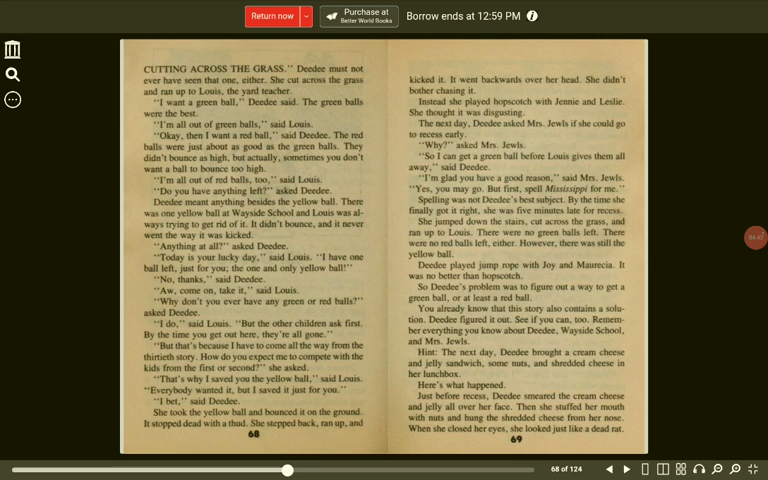 Return now
Purchase at
Better World Books
Borrow ends at 12:59 PM
CUTTING ACROSS THE GRASS.” Deedee must not
ever have seen that one, either. She cut across the grass
and ran up to Louis, the yard teacher.
“I want a green ball,” Deedee said. The green balls
were the best.
“I’m all out of green balls,” said Louis.
“Okay, then I want a red ball,” said Deedee. The red
balls were just about as good as the green balls. They
didn’t bounce as high, but actually, sometimes you don’t
want a ball to bounce too high.
“I’m all out of red balls, too,” said Louis.
“Do you have anything left?” asked Deedee.
Deedee meant anything besides the yellow ball. There
was one yellow ball at Wayside School and Louis was al-
ways trying to get rid of it. It didn’t bounce, and it never
went the way it was kicked.
“Anything at all?” asked Deedee.
“Today is your lucky day,” said Louis. “I have one
ball left, just for you; the one and only yellow ball!”
“No, thanks,” said Deedee.
“Aw, come on, take it,” said Louis.
“Why don’t you ever have any green or red balls?”
asked Deedee.
“I do,” said Louis. “But the other children ask first.
By the time you get out here, they’re all gone.”
“But that’s because I have to come all the way from the
thirtieth story. How do you expect me to compete with the
kids from the first or second?” she asked.
“That’s why I saved you the yellow ball,” said Louis.
“Everybody wanted it, but I saved it just for you.”
“I bet,” said Deedee.
She took the yellow ball and bounced it on the ground.
It stopped dead with a thud. She stepped back, ran up, and
68
kicked it. It went backwards over her head. She didn’t
bother chasing it.
Instead she played hopscotch with Jennie and Leslie.
She thought it was disgusting.
The next day, Deedee asked Mrs. Jewls if she could go
to recess early.
“Why?” asked Mrs. Jewls.
“So I can get a green ball before Louis gives them all
away,” said Deedee.
“I’m glad you have a good reason,” said Mrs. Jewls.
“Yes, you may go. But first, spell Mississippi for me.”
Spelling was not Deedee’s best subject. By the time she
finally got it right, she was five minutes late for recess.
She jumped down the stairs, cut across the grass, and
ran up to Louis. There were no green balls left. There
were no red balls left, either. However, there was still the
yellow ball.
Deedee played jump rope with Joy and Maurecia. It
was no better than hopscotch.
So Deedee’s problem was to figure out a way to get a
green ball, or at least a red ball.
You already know that this story also contains a solu-
tion. Deedee figured it out. See if you can, too. Remem-
ber everything you know about Deedee, Wayside School,
and Mrs. Jewls.
Hint: The next day, Deedee brought a cream cheese
and jelly sandwich, some nuts, and shredded cheese in
her lunchbox.
Here’s what happened.
Just before recess, Deedee smeared the cream cheese
and jelly all over her face. Then she stuffed her mouth
with nuts and hung the shredded cheese from her nose.
When she closed her eyes, she looked just like a dead rat.
69
68 of 124